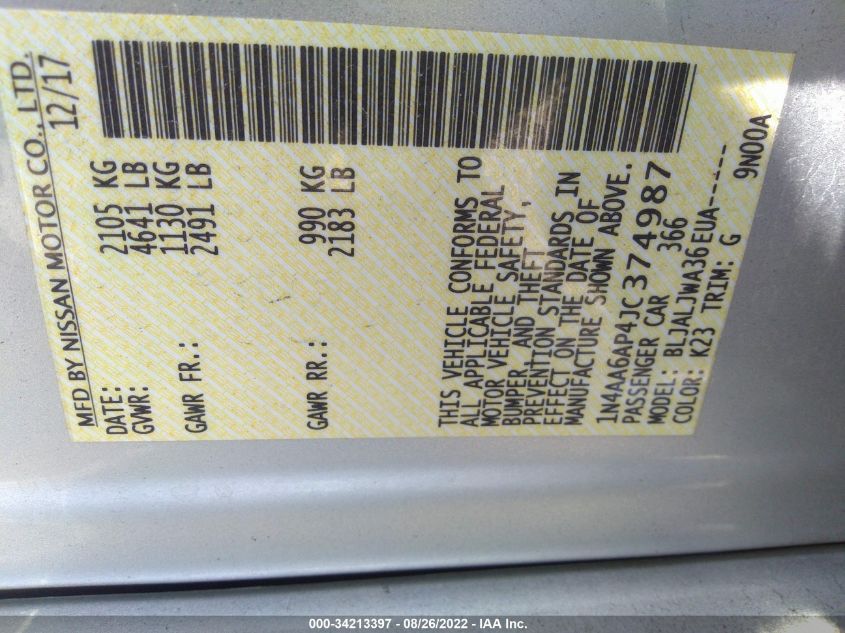 MFD BY NISSAN MOTOR CO., LTD.
DATE: 12/17
GVWR: 2105 KG
4641 LB
GAWR FR.: 1130 KG
2491 LB
GAWR RR.: 990 KG
2183 LB
THIS VEHICLE CONFORMS TO
ALL APPLICABLE FEDERAL
MOTOR VEHICLE SAFETY,
BUMPER, AND THEFT
PREVENTION STANDARDS IN
EFFECT ON THE DATE OF
MANUFACTURE SHOWN ABOVE.
1N4AA6AP4JC374987
PASSENGER CAR 366
MODEL: BLJALJWA36EUA-----
COLOR: K23 TRIM: G
9N00A
000-34213397 - 08/26/2022 - IAA Inc.